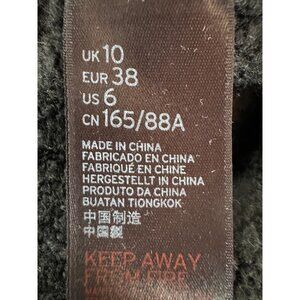 UK 10
EUR 38
US 6
CN 165/88A
MADE IN CHINA
FABRICADO EN CHINA
FABRIQUÉ EN CHINE
HERGESTELLT IN CHINA
PRODUTO DA CHINA
BUATAN TIONGKOK
中国制造
中国製
KEEP AWAY
FROM FIRE